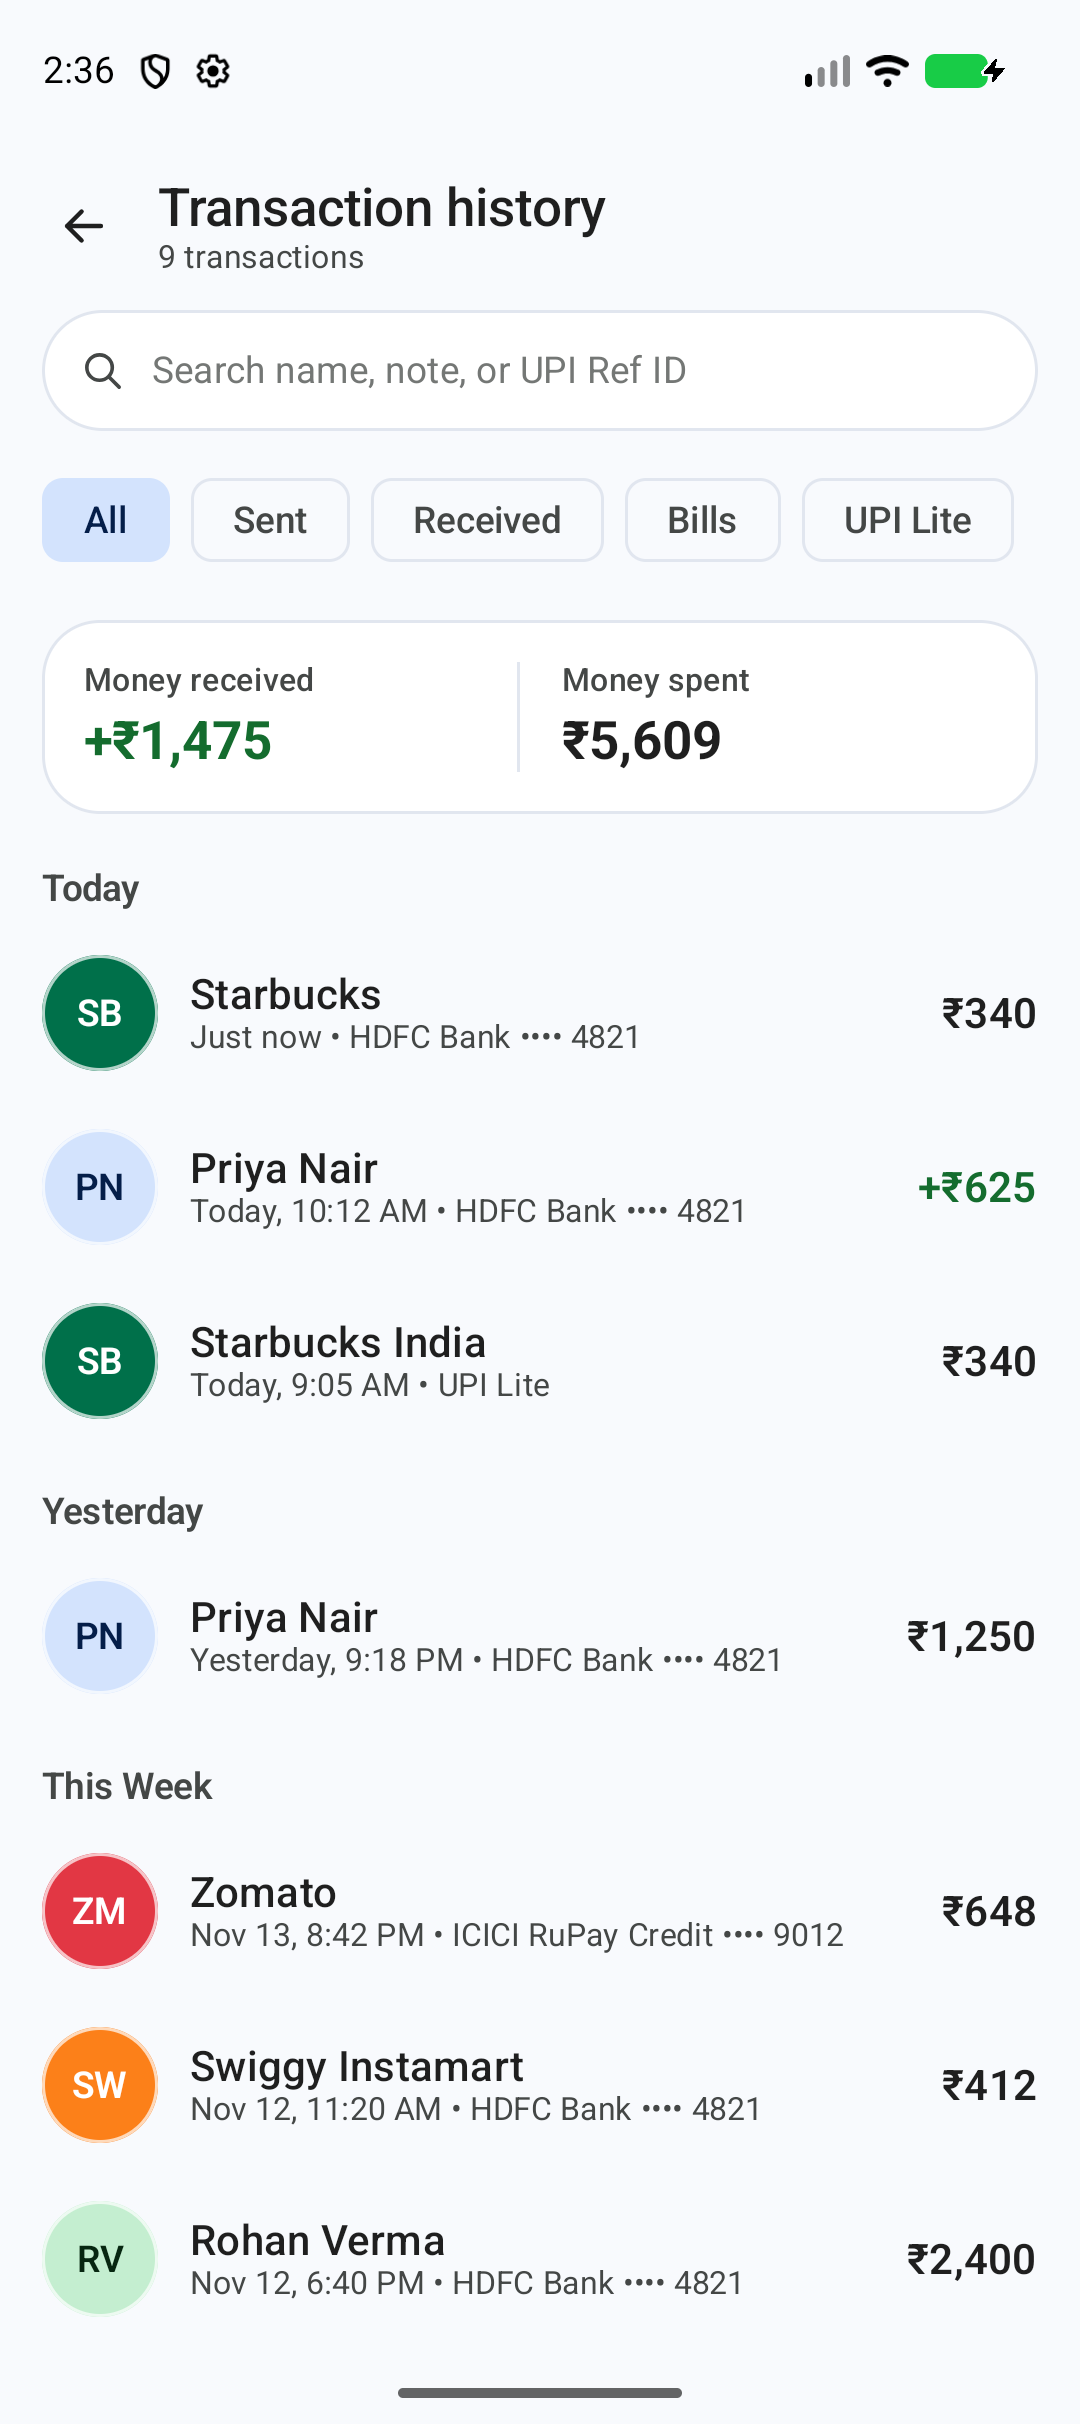 2:36
Transaction history
9 transactions
Search name, note, or UPI Ref ID
All
Sent
Received
Bills
UPI Lite
Money received
+₹1,475
Money spent
₹5,609
Today
SB
Starbucks
Just now • HDFC Bank •••• 4821
₹340
PN
Priya Nair
Today, 10:12 AM • HDFC Bank •••• 4821
+₹625
SB
Starbucks India
Today, 9:05 AM • UPI Lite
₹340
Yesterday
PN
Priya Nair
Yesterday, 9:18 PM • HDFC Bank •••• 4821
₹1,250
This Week
ZM
Zomato
Nov 13, 8:42 PM • ICICI RuPay Credit •••• 9012
₹648
SW
Swiggy Instamart
Nov 12, 11:20 AM • HDFC Bank •••• 4821
₹412
RV
Rohan Verma
Nov 12, 6:40 PM • HDFC Bank •••• 4821
₹2,400